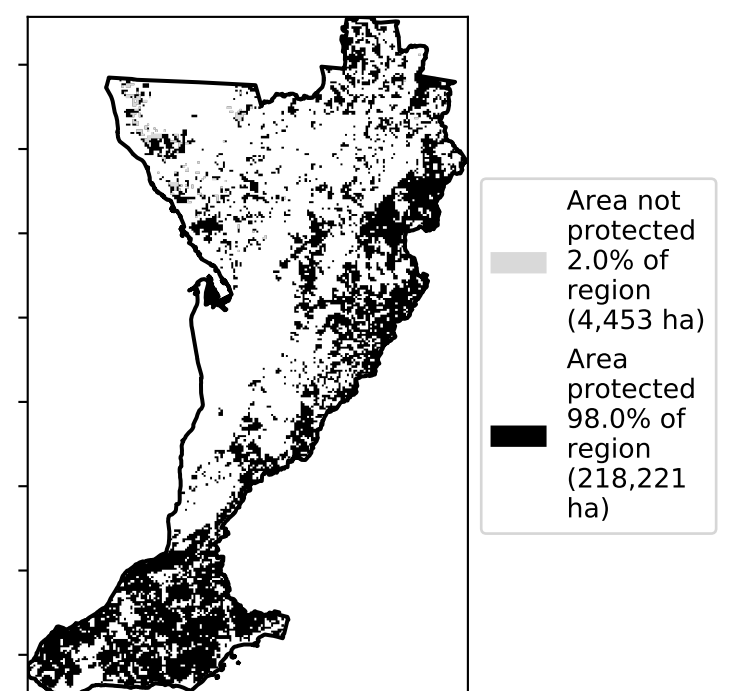 Area not
protected
2.0% of
region
(4,453 ha)
Area
protected
98.0% of
region
(218,221
ha)